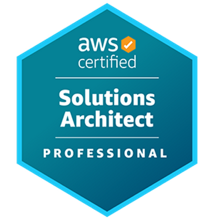 aws
certified
Solutions
Architect
PROFESSIONAL